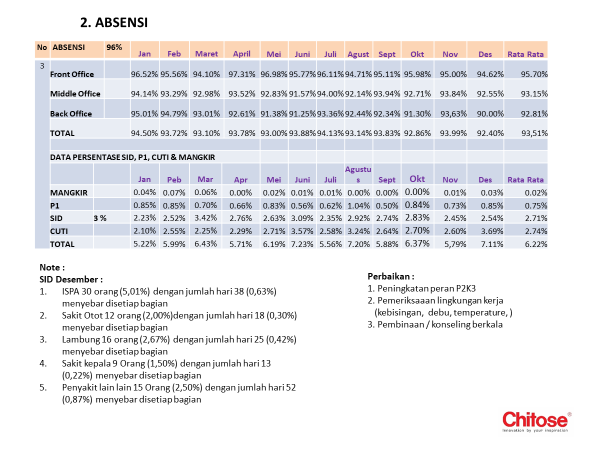 2. ABSENSI
No ABSENSI 96% Jan Feb Maret April Mei Juni Juli Agust Sept Okt Nov Des Rata Rata
3
Front Office 96.52% 95.56% 94.10% 97.31% 96.98% 95.77% 96.11% 94.71% 95.11% 95.98% 95.00% 94.62% 95.70%
Middle Office 94.14% 93.29% 92.98% 93.52% 92.83% 91.57% 94.00% 92.14% 93.94% 92.71% 93.84% 92.55% 93.15%
Back Office 95.01% 94.79% 93.01% 92.61% 91.38% 91.25% 93.36% 92.44% 92.34% 91.30% 93,63% 90.00% 92.81%
TOTAL 94.50% 93.72% 93.10% 93.78% 93.00% 93.88% 94.13% 93.14% 93.83% 92.86% 93.99% 92.40% 93,51%
DATA PERSENTASE SID, P1, CUTI & MANGKIR
Jan Feb Mar Apr Mei Juni Juli Agustus Sept Okt Nov Des Rata Rata
MANGKIR 0.04% 0.07% 0.06% 0.00% 0.02% 0.01% 0.01% 0.00% 0.00% 0.00% 0.01% 0.03% 0.02%
P1 0.85% 0.85% 0.70% 0.66% 0.83% 0.56% 0.62% 1.04% 0.50% 0.84% 0.73% 0.85% 0.75%
SID 3 % 2.23% 2.52% 3.42% 2.76% 2.63% 3.09% 2.35% 2.92% 2.74% 2.83% 2.45% 2.54% 2.71%
CUTI 2.10% 2.55% 2.25% 2.29% 2.71% 3.57% 2.58% 3.24% 2.64% 2.70% 2.60% 3.69% 2.74%
TOTAL 5.22% 5.99% 6.43% 5.71% 6.19% 7.23% 5.56% 7.20% 5.88% 6.37% 5,79% 7.11% 6.22%
Note :
SID Desember :
1. ISPA 30 orang (5,01%) dengan jumlah hari 38 (0,63%)
menyebar disetiap bagian
2. Sakit Otot 12 orang (2,00%)dengan jumlah hari 18 (0,30%)
menyebar disetiap bagian
3. Lambung 16 orang (2,67%) dengan jumlah hari 25 (0,42%)
menyebar disetiap bagian
4. Sakit kepala 9 Orang (1,50%) dengan jumlah hari 13
(0,22%) menyebar disetiap bagian
5. Penyakit lain lain 15 Orang (2,50%) dengan jumlah hari 52
(0,87%) menyebar disetiap bagian
Perbaikan :
1. Peningkatan peran P2K3
2. Pemeriksaaan lingkungan kerja
(kebisingan, debu, temperature, )
3. Pembinaan / konseling berkala
Chitose®
Innovation by your inspiration